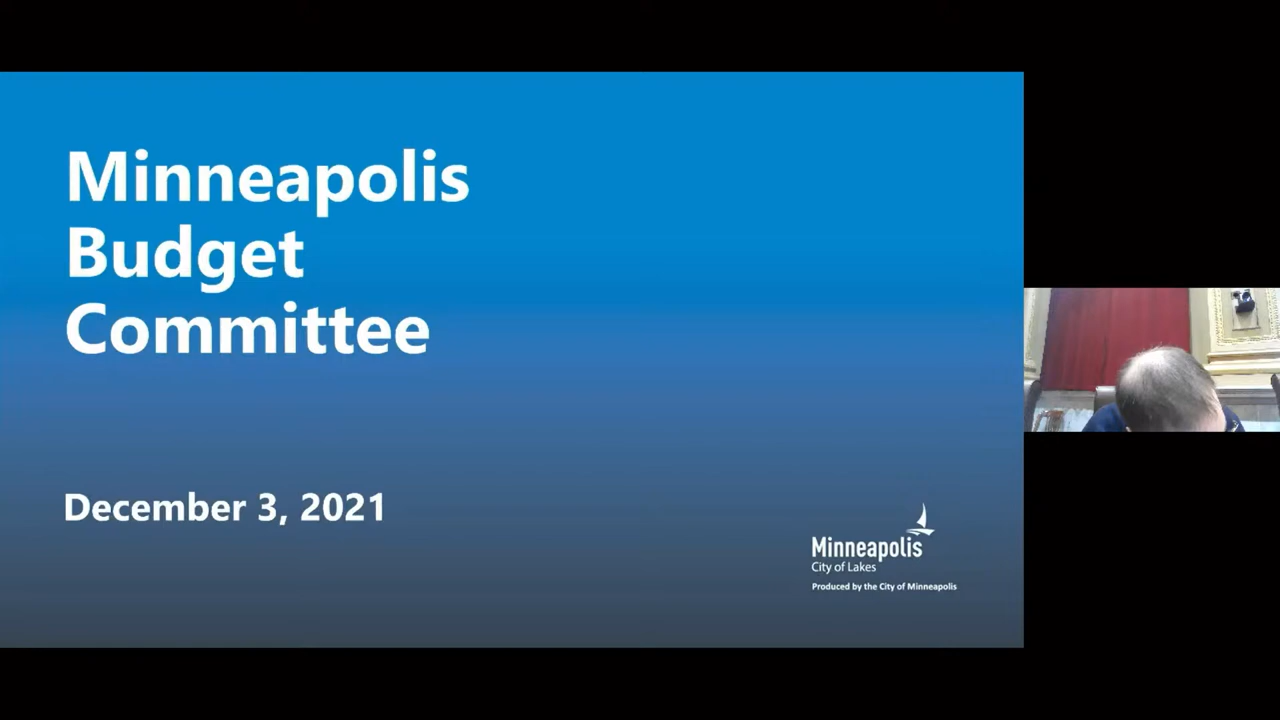 Minneapolis
Budget
Committee
December 3, 2021
Minneapolis
City of Lakes
Produced by the City of Minneapolis